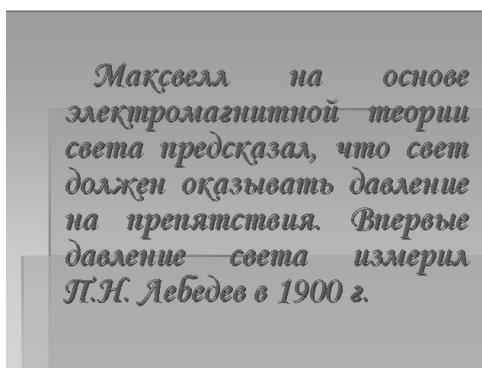 Максвелл на основе
электромагнитной теории
света предсказал, что свет
должен оказывать давление
на препятствия. Впервые
давление света измерил
П.Н. Лебедев в 1900 г.